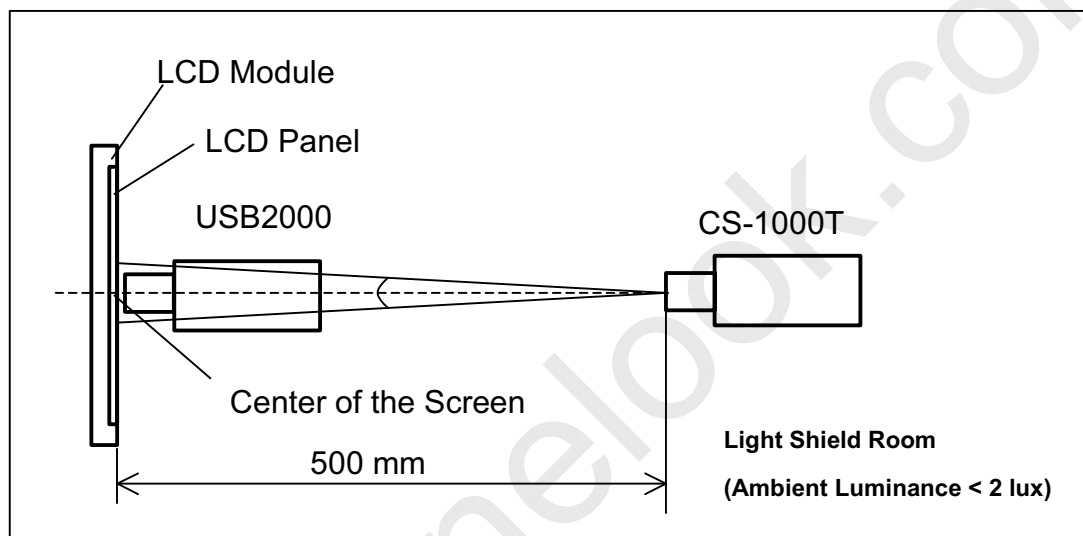 LCD Module
LCD Panel
USB2000
CS-1000T
Center of the Screen
500 mm
Light Shield Room
(Ambient Luminance < 2 lux)